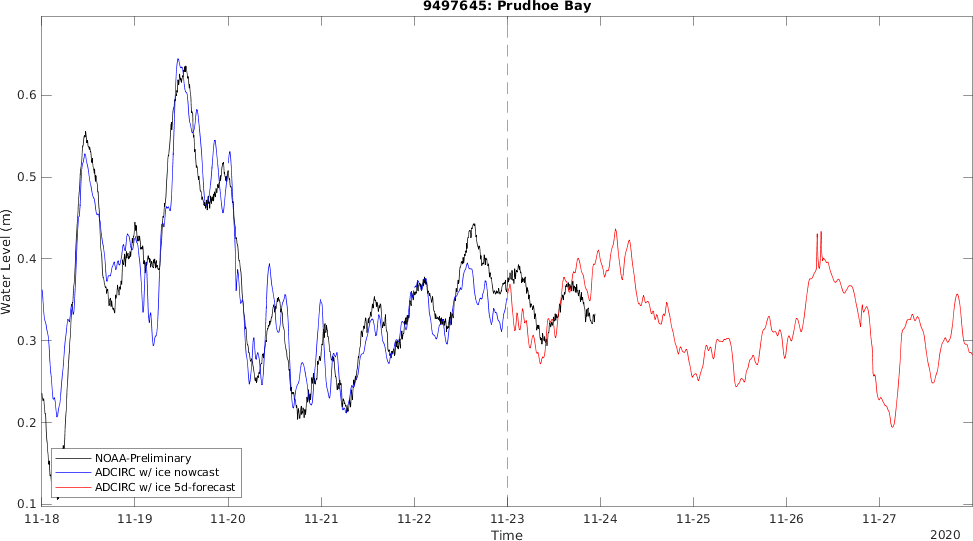 9497645: Prudhoe Bay
Water Level (m)
0.6
0.5
0.4
0.3
0.2
0.1
NOAA-Preliminary
ADCIRC w/ ice nowcast
ADCIRC w/ ice 5d-forecast
11-18 11-19 11-20 11-21 11-22 11-23 11-24 11-25 11-26 11-27
Time
2020